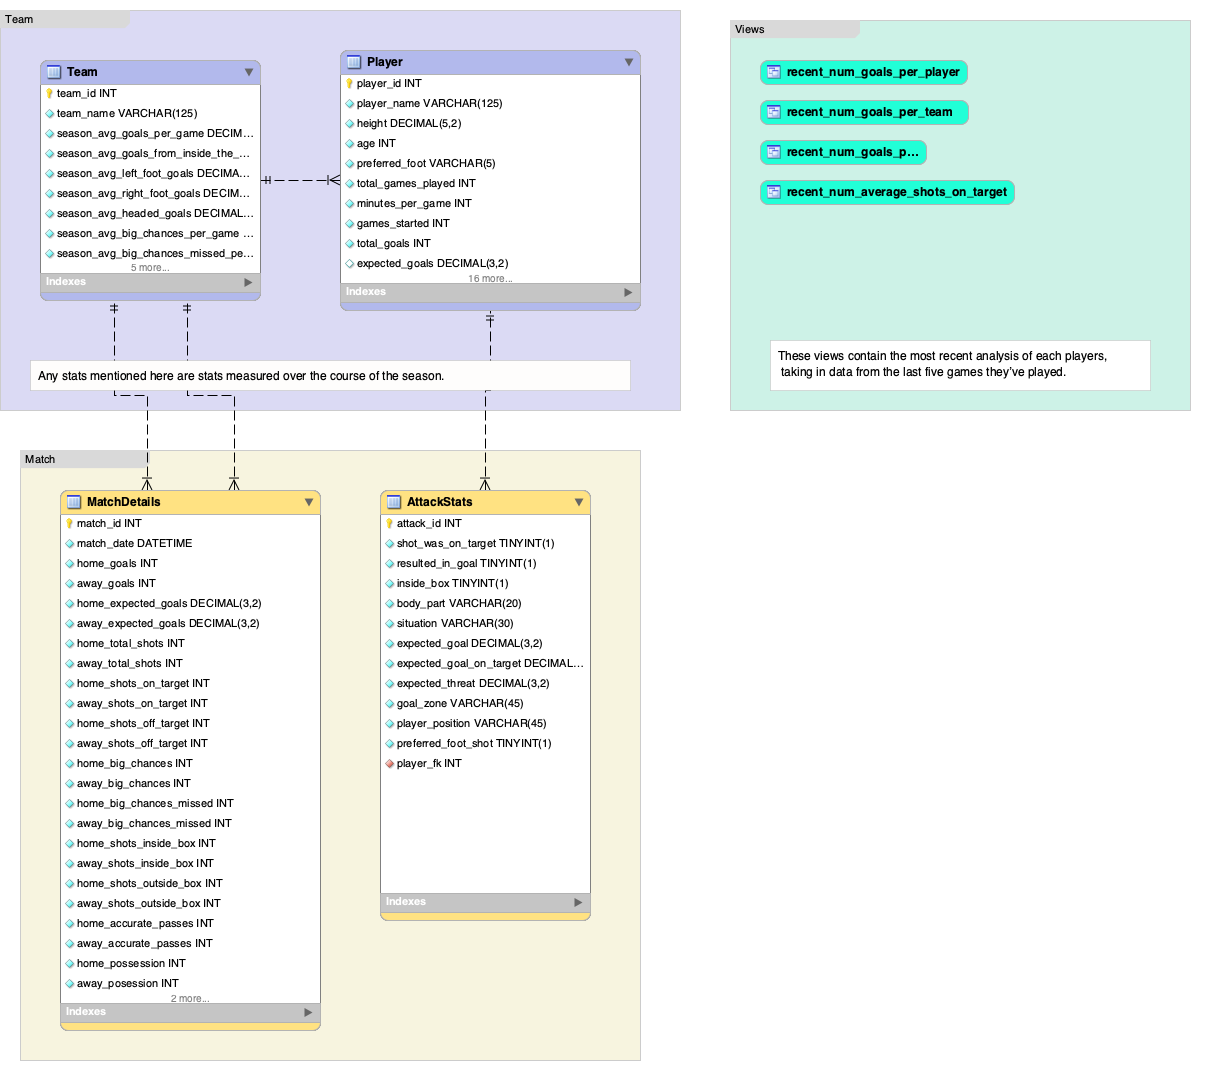 Team
Team
team_id INT
team_name VARCHAR(125)
season_avg_goals_per_game DECIM...
season_avg_goals_from_inside_the_...
season_avg_left_foot_goals DECIMA...
season_avg_right_foot_goals DECIM...
season_avg_headed_goals DECIMAL...
season_avg_big_chances_per_game ...
season_avg_big_chances_missed_pe...
5 more...
Indexes
Player
player_id INT
player_name VARCHAR(125)
height DECIMAL(5,2)
age INT
preferred_foot VARCHAR(5)
total_games_played INT
minutes_per_game INT
games_started INT
total_goals INT
expected_goals DECIMAL(3,2)
16 more...
Indexes
Any stats mentioned here are stats measured over the course of the season.
Views
recent_num_goals_per_player
recent_num_goals_per_team
recent_num_goals_p...
recent_num_average_shots_on_target
These views contain the most recent analysis of each players,
taking in data from the last five games they've played.
Match
MatchDetails
match_id INT
match_date DATETIME
home_goals INT
away_goals INT
home_expected_goals DECIMAL(3,2)
away_expected_goals DECIMAL(3,2)
home_total_shots INT
away_total_shots INT
home_shots_on_target INT
away_shots_on_target INT
home_shots_off_target INT
away_shots_off_target INT
home_big_chances INT
away_big_chances INT
home_big_chances_missed INT
away_big_chances_missed INT
home_shots_inside_box INT
away_shots_inside_box INT
home_shots_outside_box INT
away_shots_outside_box INT
home_accurate_passes INT
away_accurate_passes INT
home_possession INT
away_posession INT
2 more...
Indexes
AttackStats
attack_id INT
shot_was_on_target TINYINT(1)
resulted_in_goal TINYINT(1)
inside_box TINYINT(1)
body_part VARCHAR(20)
situation VARCHAR(30)
expected_goal DECIMAL(3,2)
expected_goal_on_target DECIMAL...
expected_threat DECIMAL(3,2)
goal_zone VARCHAR(45)
player_position VARCHAR(45)
preferred_foot_shot TINYINT(1)
player_fk INT
Indexes